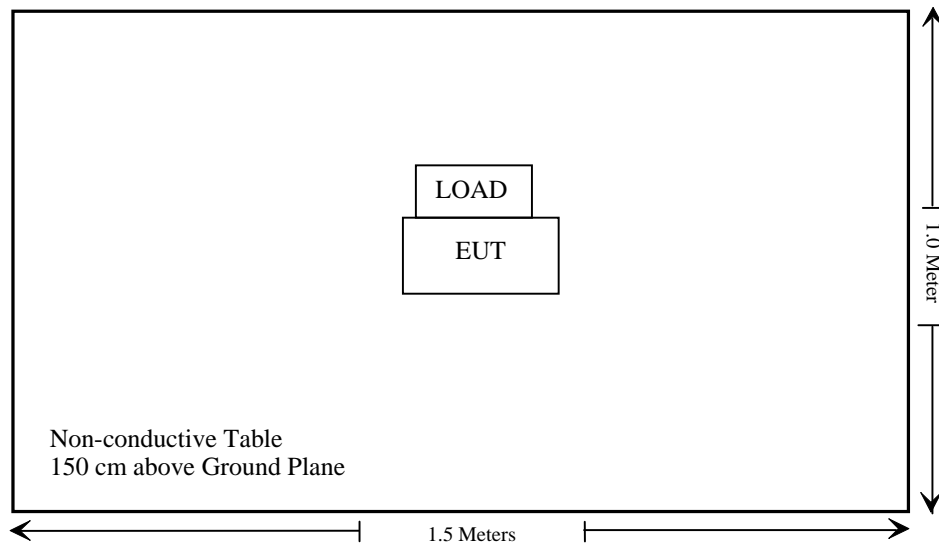 LOAD
EUT
1.0 Meter
Non-conductive Table
150 cm above Ground Plane
1.5 Meters